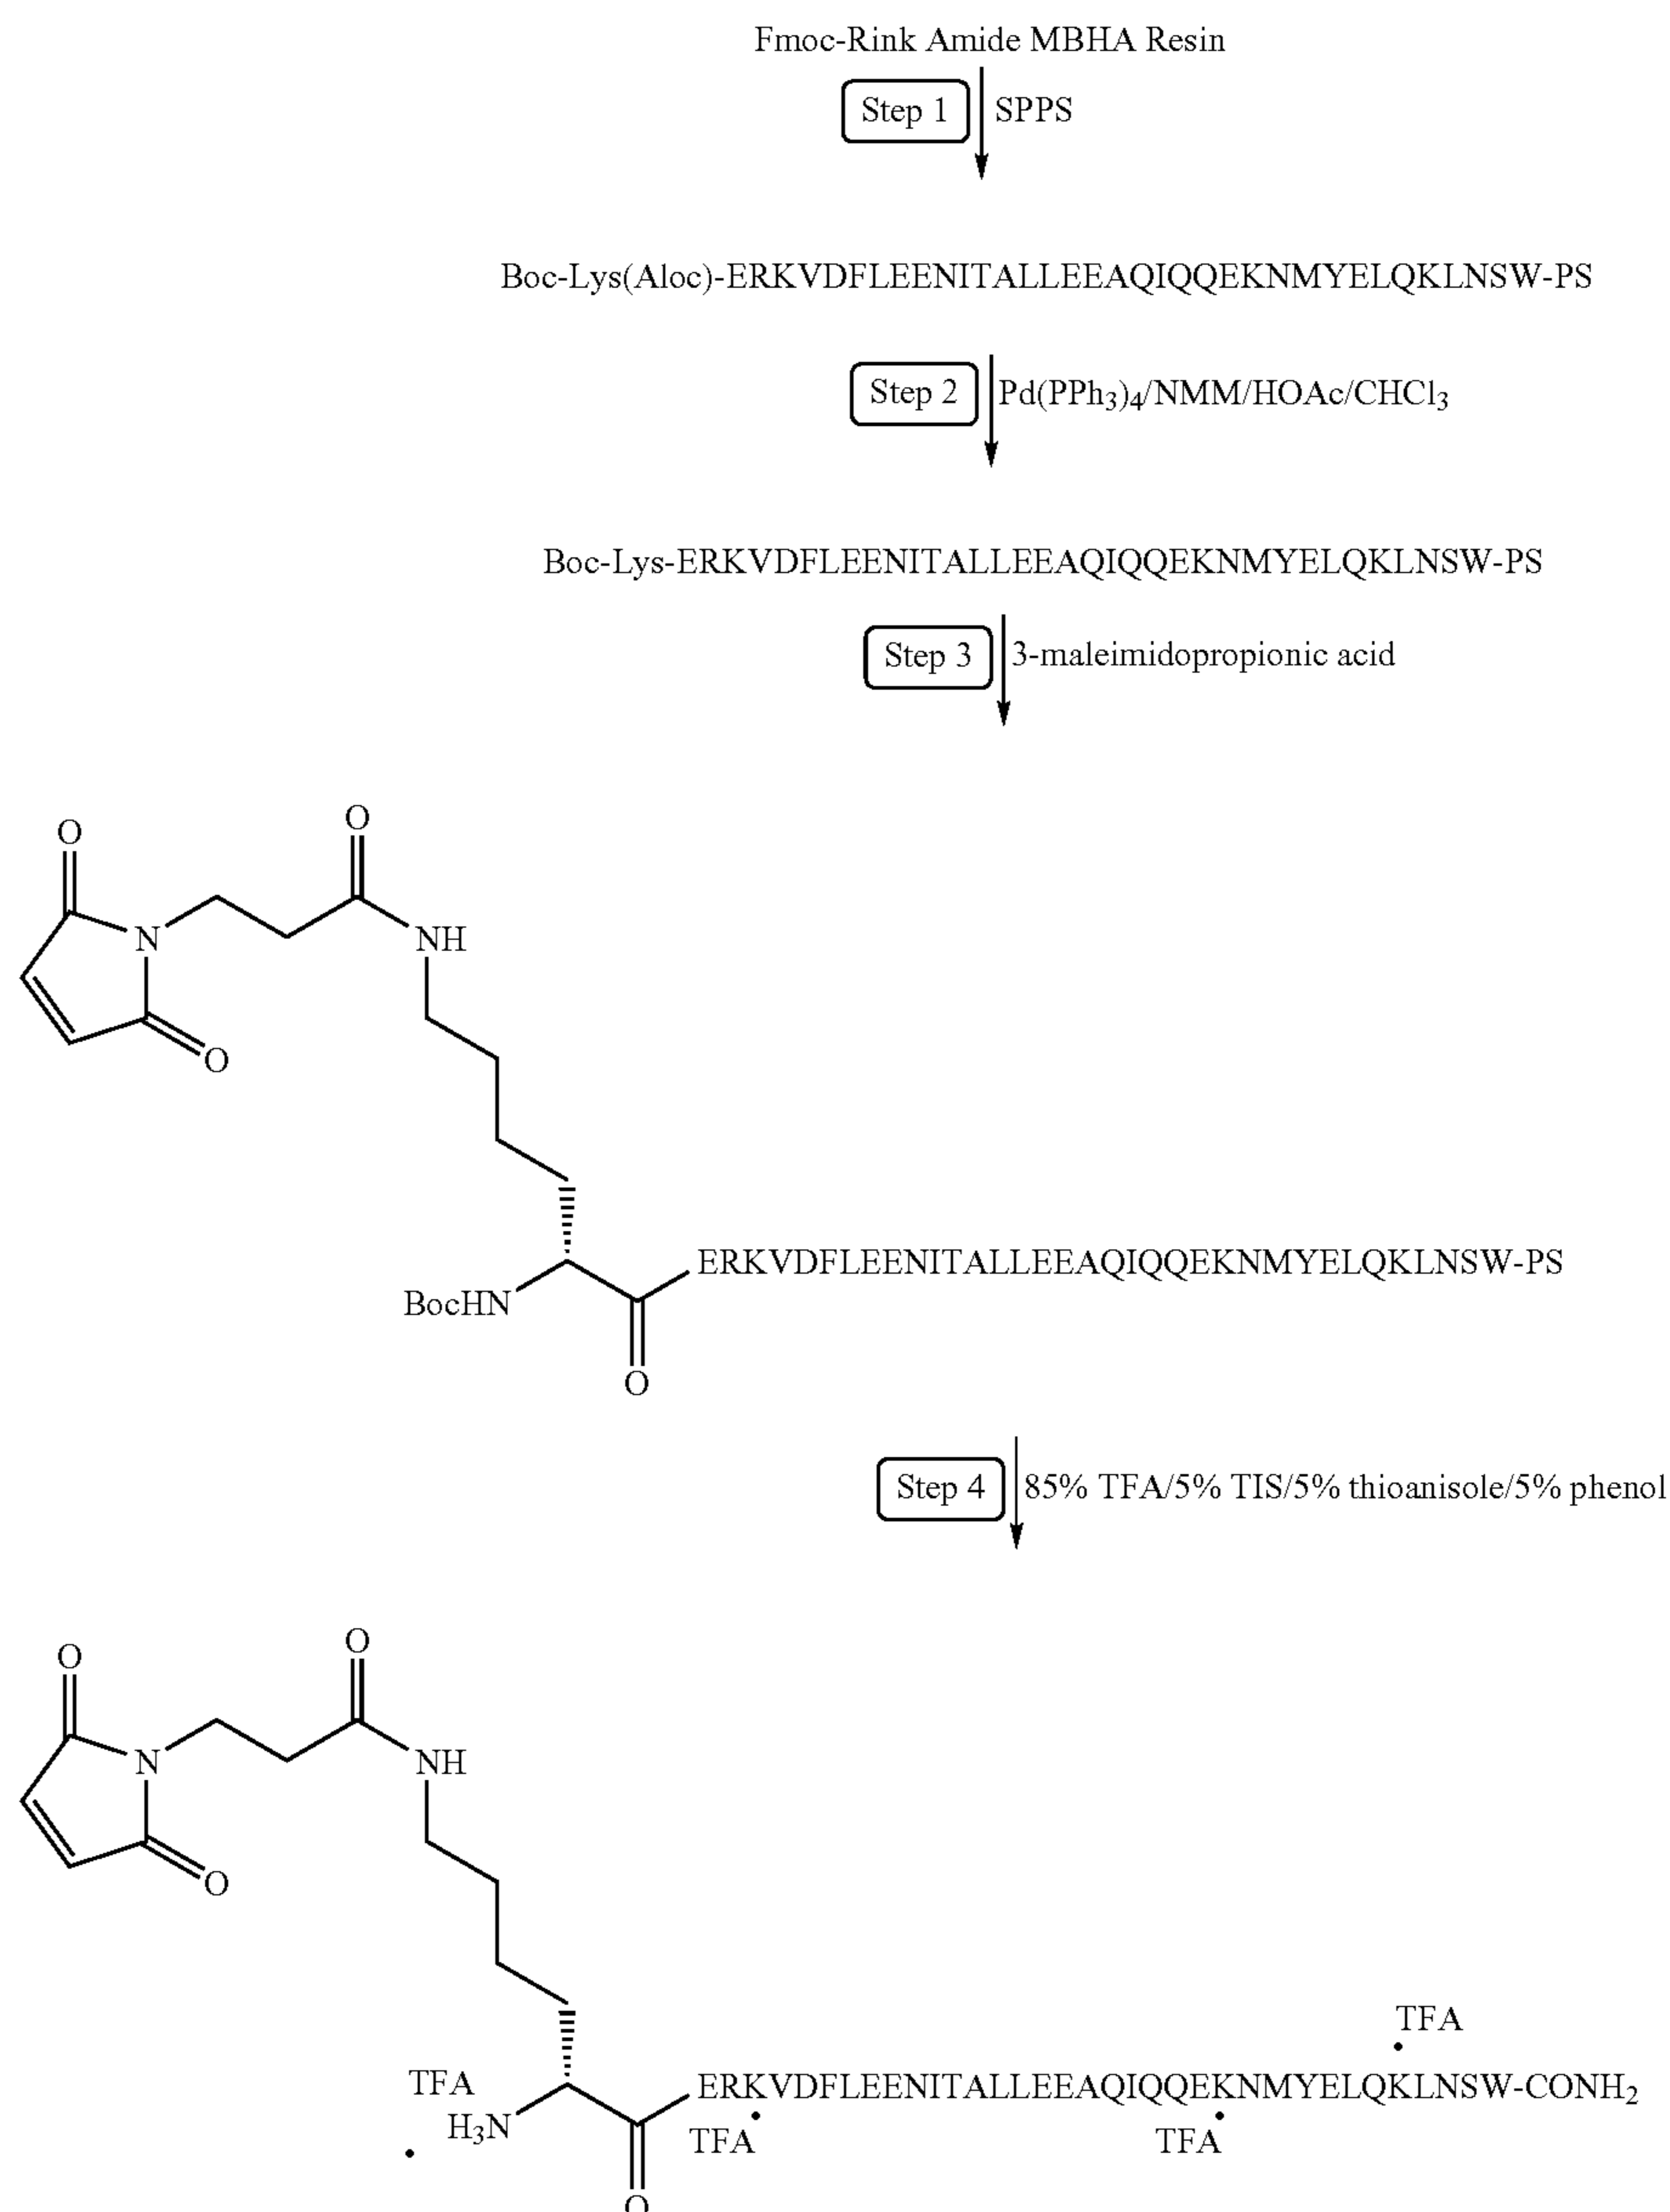 Fmoc-Rink Amide MBHA Resin
Step 1
SPPS
Boc-Lys(Aloc)-ERKVDFLEENITALLEEAQIQQEKNMYELQKLNSW-PS
Step 2
Pd(PPh3)4/NMM/HOAc/CHCl3
Boc-Lys-ERKVDFLEENITALLEEAQIQQEKNMYELQKLNSW-PS
Step 3
3-maleimidopropionic acid
O
O
N
NH
O
ERKVDFLEENITALLEEAQIQQEKNMYELQKLNSW-PS
BocHN
O
Step 4
85% TFA/5% TIS/5% thioanisole/5% phenol
O
O
N
NH
O
TFA
TFA
ERKVDFLEENITALLEEAQIQQEKNMYELQKLNSW-CONH2
H3N
TFA
TFA
O